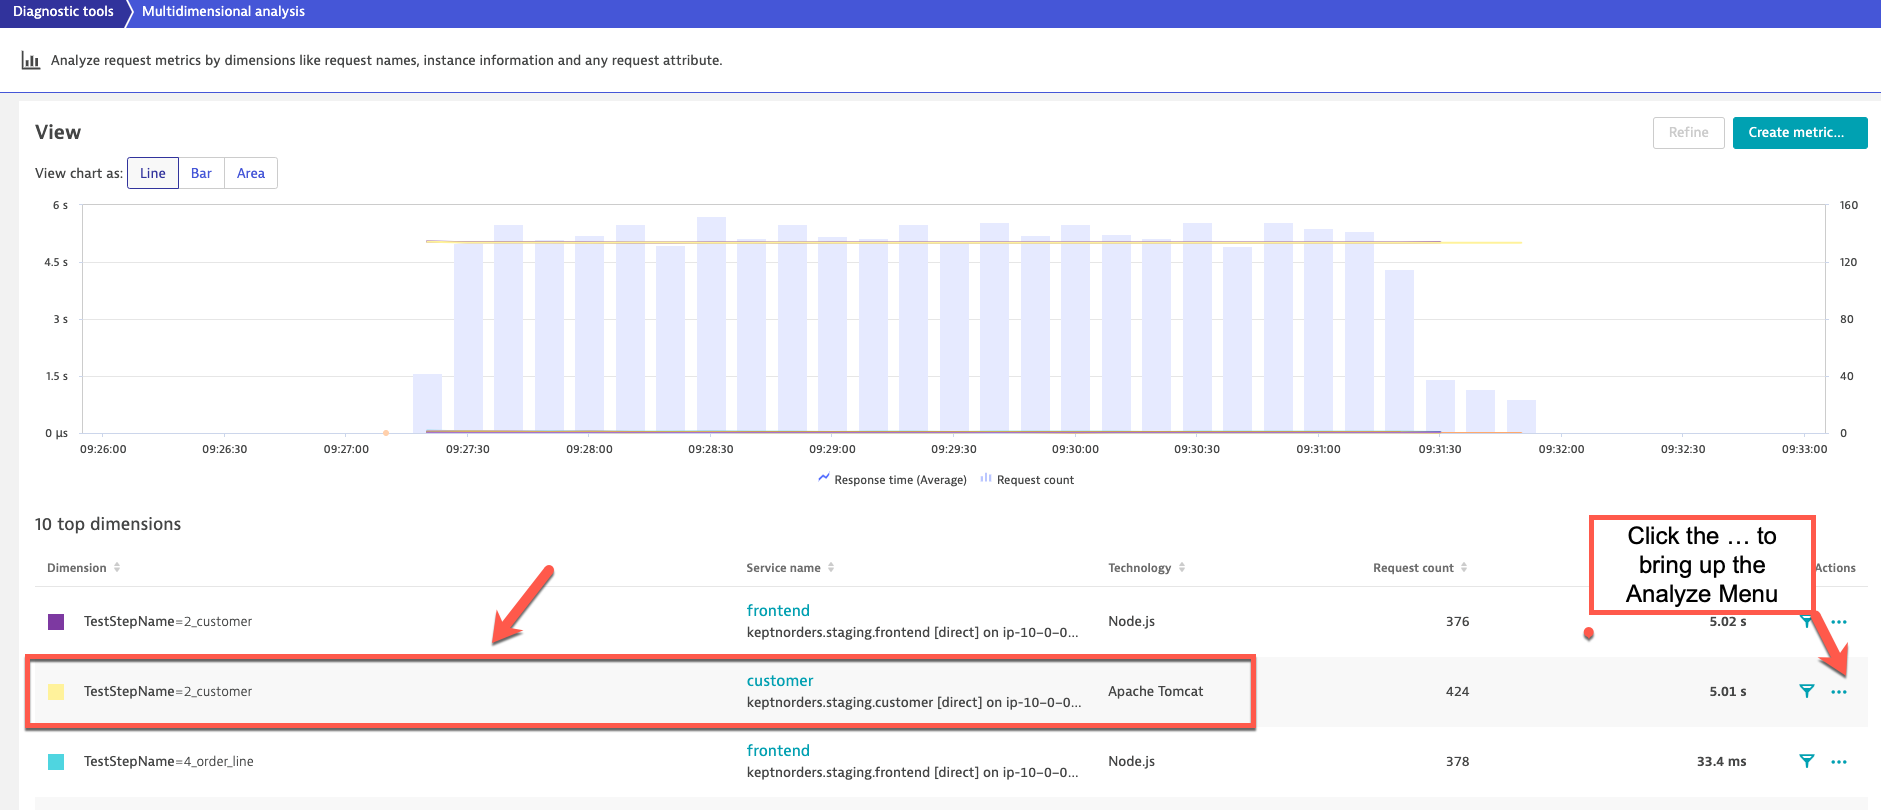 Diagnostic tools Multidimensional analysis
Analyze request metrics by dimensions like request names, instance information and any request attribute.
View
Refine Create metric...
View chart as: Line Bar Area
6 s 160
4.5 s 120
3 s 80
1.5 s 40
0 µs 0
09:26:00 09:26:30 09:27:00 09:27:30 09:28:00 09:28:30 09:29:00 09:29:30 09:30:00 09:30:30 09:31:00 09:31:30 09:32:00 09:32:30 09:33:00
Response time (Average) Request count
10 top dimensions
Click the … to
bring up the
Analyze Menu
Dimension Service name Technology Request count Actions
TestStepName=2_customer frontend Node.js 376 5.02 s
keptnorders.staging.frontend [direct] on ip-10-0-0...
TestStepName=2_customer customer Apache Tomcat 424 5.01 s
keptnorders.staging.customer [direct] on ip-10-0-0...
TestStepName=4_order_line frontend Node.js 378 33.4 ms
keptnorders.staging.frontend [direct] on ip-10-0-0...